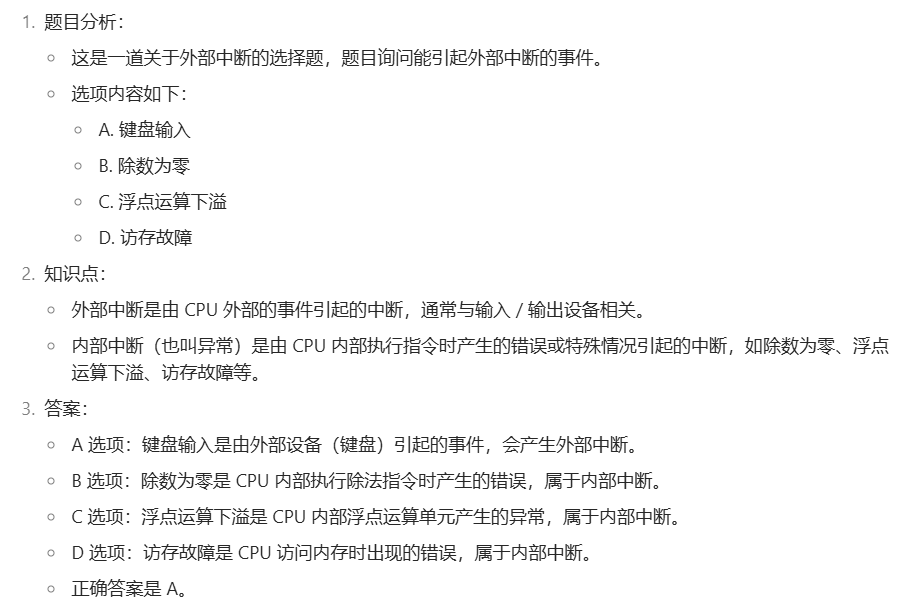 1. 题目分析：
○ 这是一道关于外部中断的选择题，题目询问能引起外部中断的事件。
○ 选项内容如下：
○ A. 键盘输入
○ B. 除数为零
○ C. 浮点运算下溢
○ D. 访存故障
2. 知识点：
○ 外部中断是由 CPU 外部的事件引起的中断，通常与输入 / 输出设备相关。
○ 内部中断（也叫异常）是由 CPU 内部执行指令时产生的错误或特殊情况引起的中断，如除数为零、浮点
运算下溢、访存故障等。
3. 答案：
○ A 选项：键盘输入是由外部设备（键盘）引起的事件，会产生外部中断。
○ B 选项：除数为零是 CPU 内部执行除法指令时产生的错误，属于内部中断。
○ C 选项：浮点运算下溢是 CPU 内部浮点运算单元产生的异常，属于内部中断。
○ D 选项：访存故障是 CPU 访问内存时出现的错误，属于内部中断。
○ 正确答案是 A。